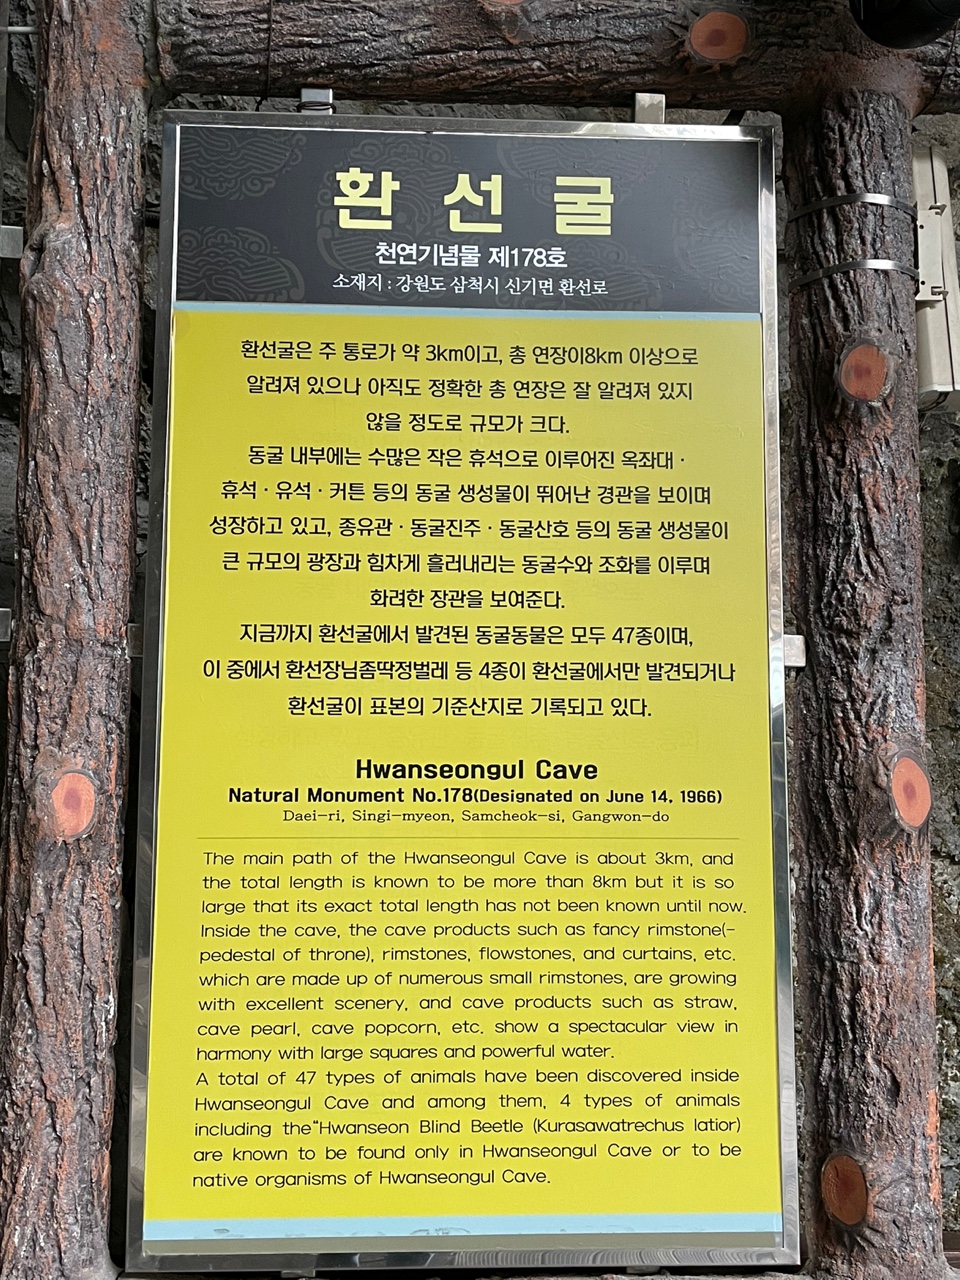 환선굴
천연기념물 제178호
소재지 : 강원도 삼척시 신기면 환선로
환선굴은 주 통로가 약 3km이고, 총 연장이8km 이상으로
알려져 있으나 아직도 정확한 총 연장은 잘 알려져 있지
않을 정도로 규모가 크다.
동굴 내부에는 수많은 작은 휴석으로 이루어진 옥좌대 ·
휴석 · 유석 · 커튼 등의 동굴 생성물이 뛰어난 경관을 보이며
성장하고 있고, 종유관 · 동굴진주 · 동굴산호 등의 동굴 생성물이
큰 규모의 광장과 힘차게 흘러내리는 동굴수와 조화를 이루며
화려한 장관을 보여준다.
지금까지 환선굴에서 발견된 동굴동물은 모두 47종이며,
이 중에서 환선장님좀딱정벌레 등 4종이 환선굴에서만 발견되거나
환선굴이 표본의 기준산지로 기록되고 있다.
Hwanseongul Cave
Natural Monument No.178(Designated on June 14, 1966)
Daei-ri, Singi-myeon, Samcheok-si, Gangwon-do
The main path of the Hwanseongul Cave is about 3km, and
the total length is known to be more than 8km but it is so
large that its exact total length has not been known until now.
Inside the cave, the cave products such as fancy rimstone(-
pedestal of throne), rimstones, flowstones, and curtains, etc.
which are made up of numerous small rimstones, are growing
with excellent scenery, and cave products such as straw,
cave pearl, cave popcorn, etc. show a spectacular view in
harmony with large squares and powerful water.
A total of 47 types of animals have been discovered inside
Hwanseongul Cave and among them, 4 types of animals
including the"Hwanseon Blind Beetle (Kurasawatrechus latior)
are known to be found only in Hwanseongul Cave or to be
native organisms of Hwanseongul Cave.